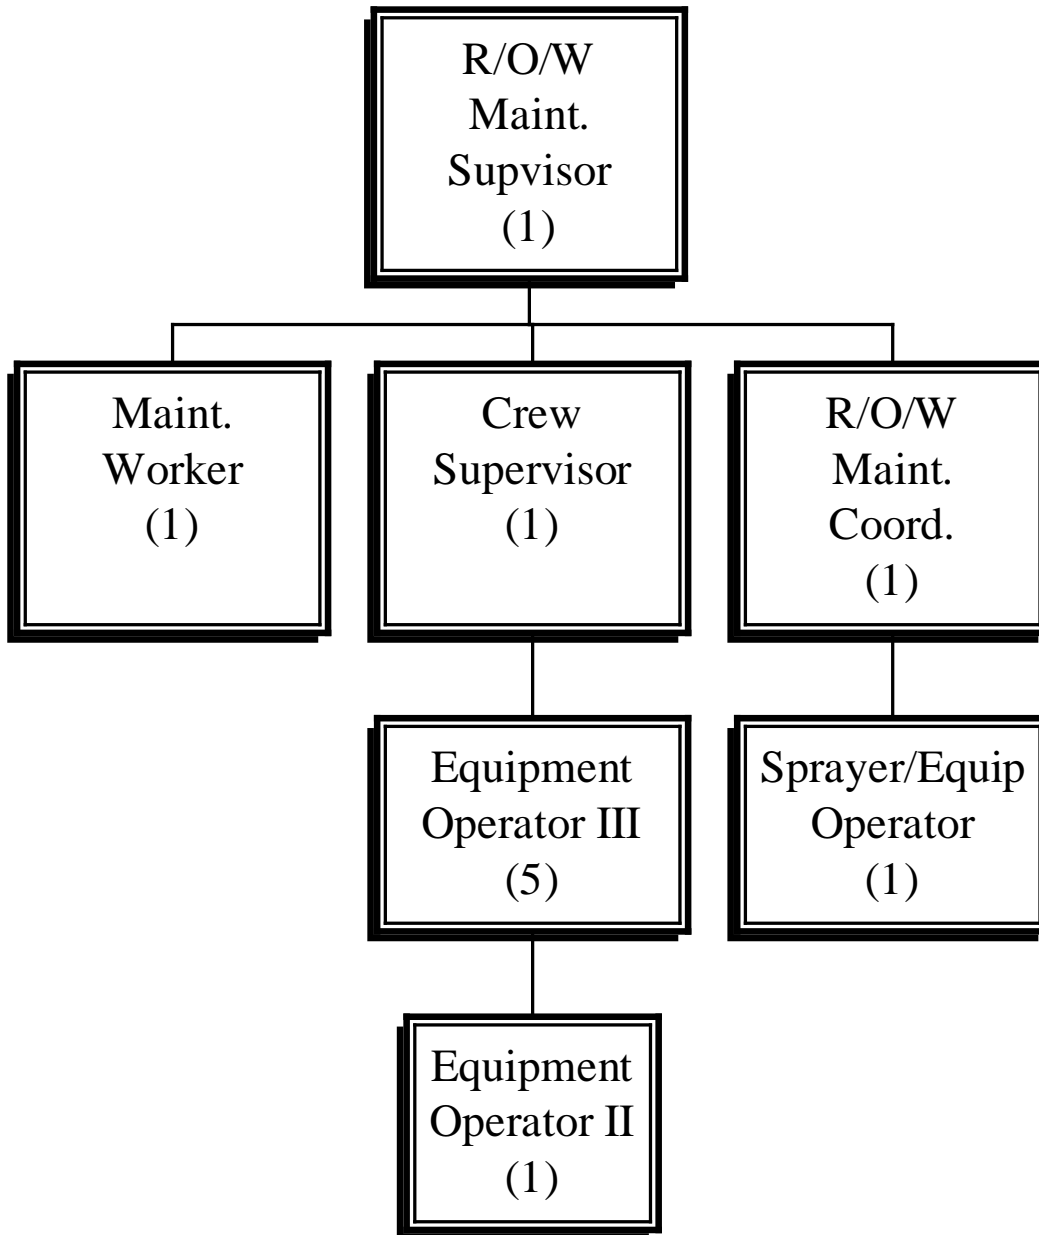 R/O/W
Maint.
Supvisor
(1)
Maint.
Worker
(1)
Crew
Supervisor
(1)
R/O/W
Maint.
Coord.
(1)
Equipment
Operator III
(5)
Sprayer/Equip
Operator
(1)
Equipment
Operator II
(1)